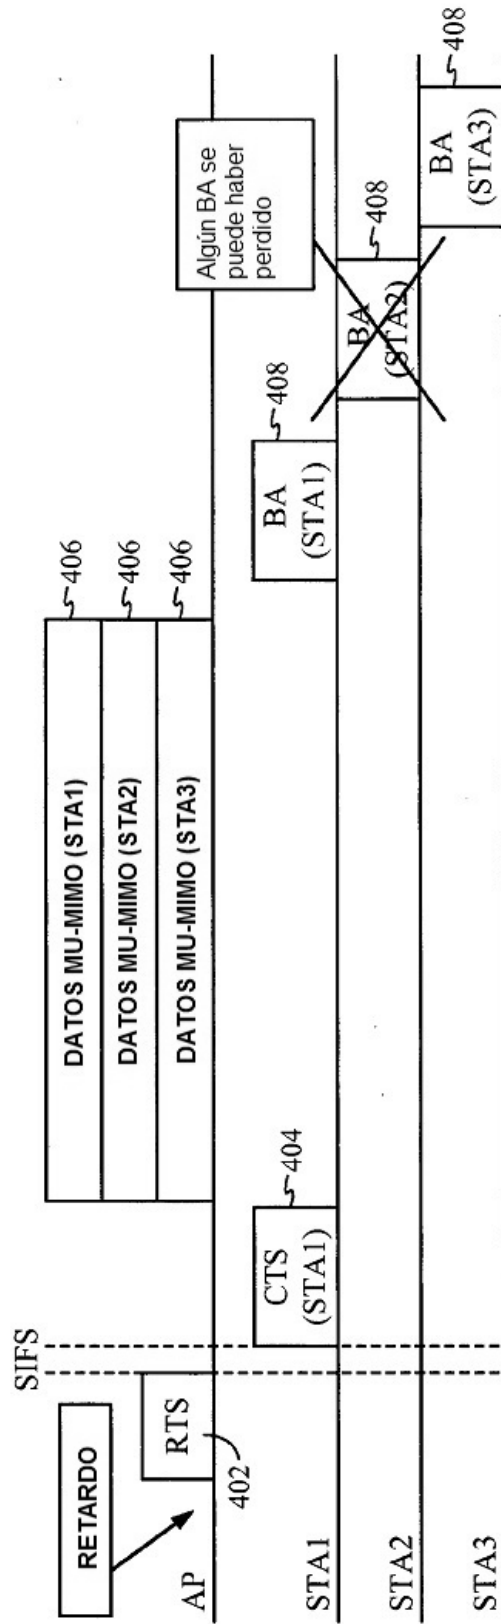 RETARDO
SIFS
AP
RTS
402
DATOS MU-MIMO (STA1)
406
DATOS MU-MIMO (STA2)
406
DATOS MU-MIMO (STA3)
406
Algún BA se
puede haber
perdido
STA1
CTS
(STA1)
404
BA
(STA1)
408
STA2
BA
(STA2)
408
STA3
BA
(STA3)
408